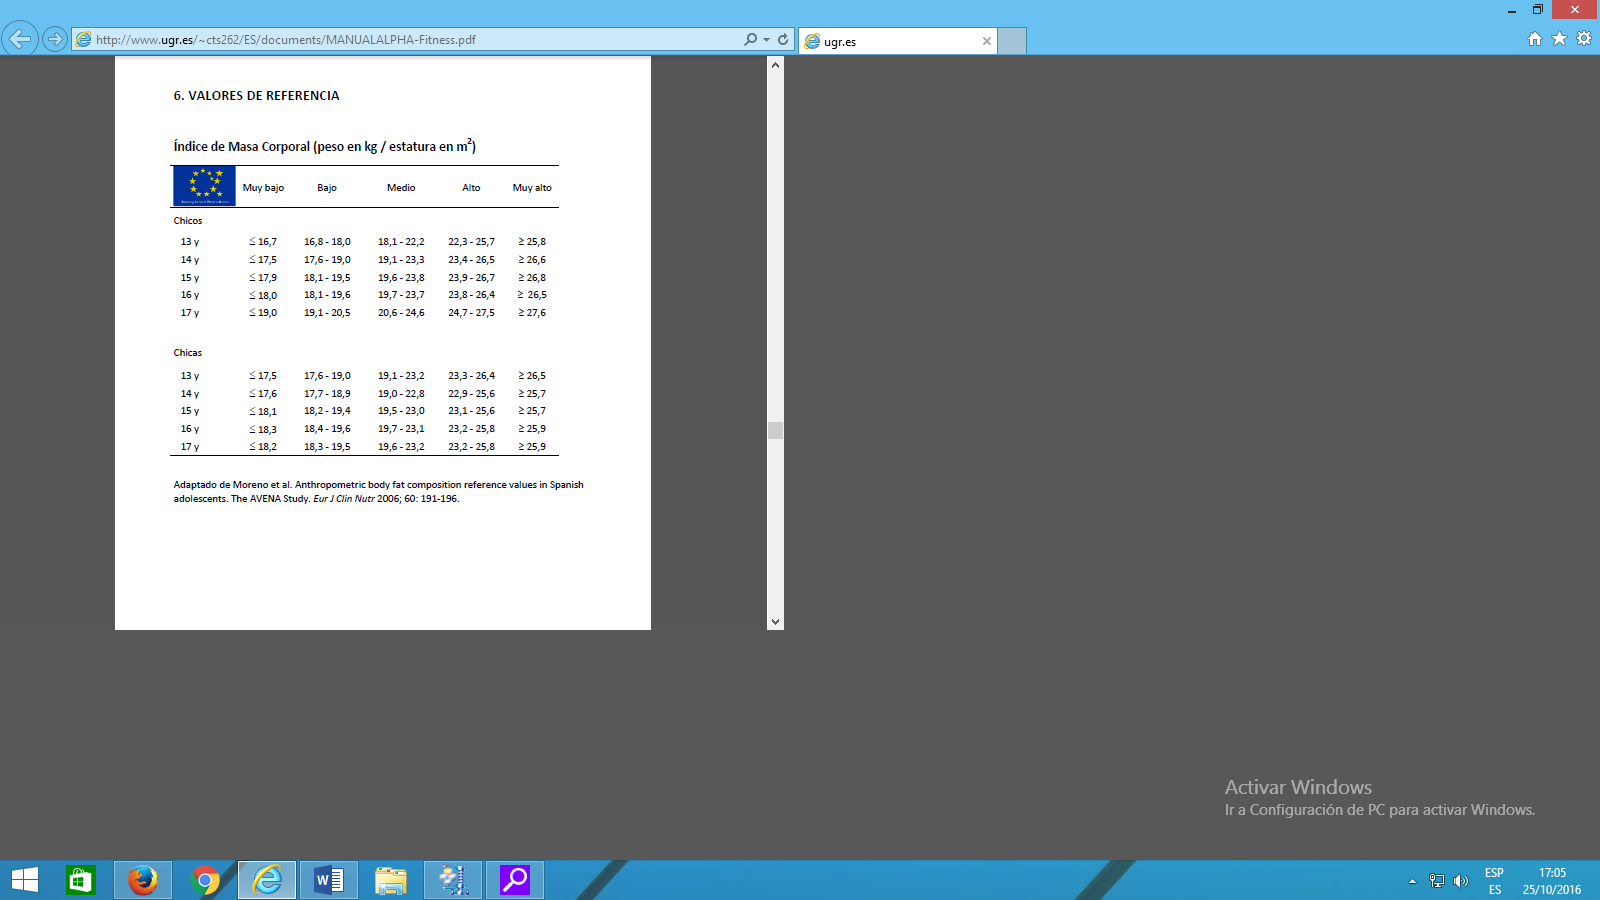 http://www.ugr.es/~cts262/ES/documents/MANUALALPHA-Fitness.pdf
ugr.es
6. VALORES DE REFERENCIA
Índice de Masa Corporal (peso en kg / estatura en m²)
Muy bajo Bajo Medio Alto Muy alto
Chicos
13 y ≤ 16,7 16,8 - 18,0 18,1 - 22,2 22,3 - 25,7 ≥ 25,8
14 y ≤ 17,5 17,6 - 19,0 19,1 - 23,3 23,4 - 26,5 ≥ 26,6
15 y ≤ 17,9 18,1 - 19,5 19,6 - 23,8 23,9 - 26,7 ≥ 26,8
16 y ≤ 18,0 18,1 - 19,6 19,7 - 23,7 23,8 - 26,4 ≥ 26,5
17 y ≤ 19,0 19,1 - 20,5 20,6 - 24,6 24,7 - 27,5 ≥ 27,6
Chicas
13 y ≤ 17,5 17,6 - 19,0 19,1 - 23,2 23,3 - 26,4 ≥ 26,5
14 y ≤ 17,6 17,7 - 18,9 19,0 - 22,8 22,9 - 25,6 ≥ 25,7
15 y ≤ 18,1 18,2 - 19,4 19,5 - 23,0 23,1 - 25,6 ≥ 25,7
16 y ≤ 18,3 18,4 - 19,6 19,7 - 23,1 23,2 - 25,8 ≥ 25,9
17 y ≤ 18,2 18,3 - 19,5 19,6 - 23,2 23,2 - 25,8 ≥ 25,9
Adaptado de Moreno et al. Anthropometric body fat composition reference values in Spanish
adolescents. The AVENA Study. Eur J Clin Nutr 2006; 60: 191-196.
Activar Windows
Ir a Configuración de PC para activar Windows.
ESP
ES
17:05
25/10/2016